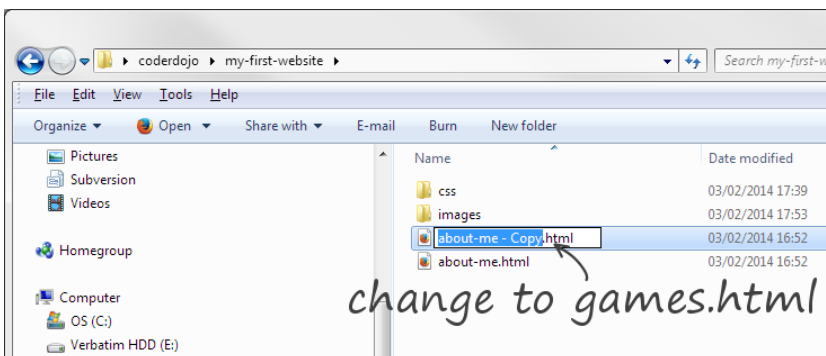 coderdojo my-first-website
Search my-first-w
File Edit View Tools Help
Organize Open Share with E-mail Burn New folder
Pictures
Subversion
Videos
Homegroup
Computer
OS (C:)
Verbatim HDD (E:)
Name Date modified
css 03/02/2014 17:39
images 03/02/2014 17:53
about-me - Copy.html 03/02/2014 16:52
about-me.html 03/02/2014 16:52
change to games.html